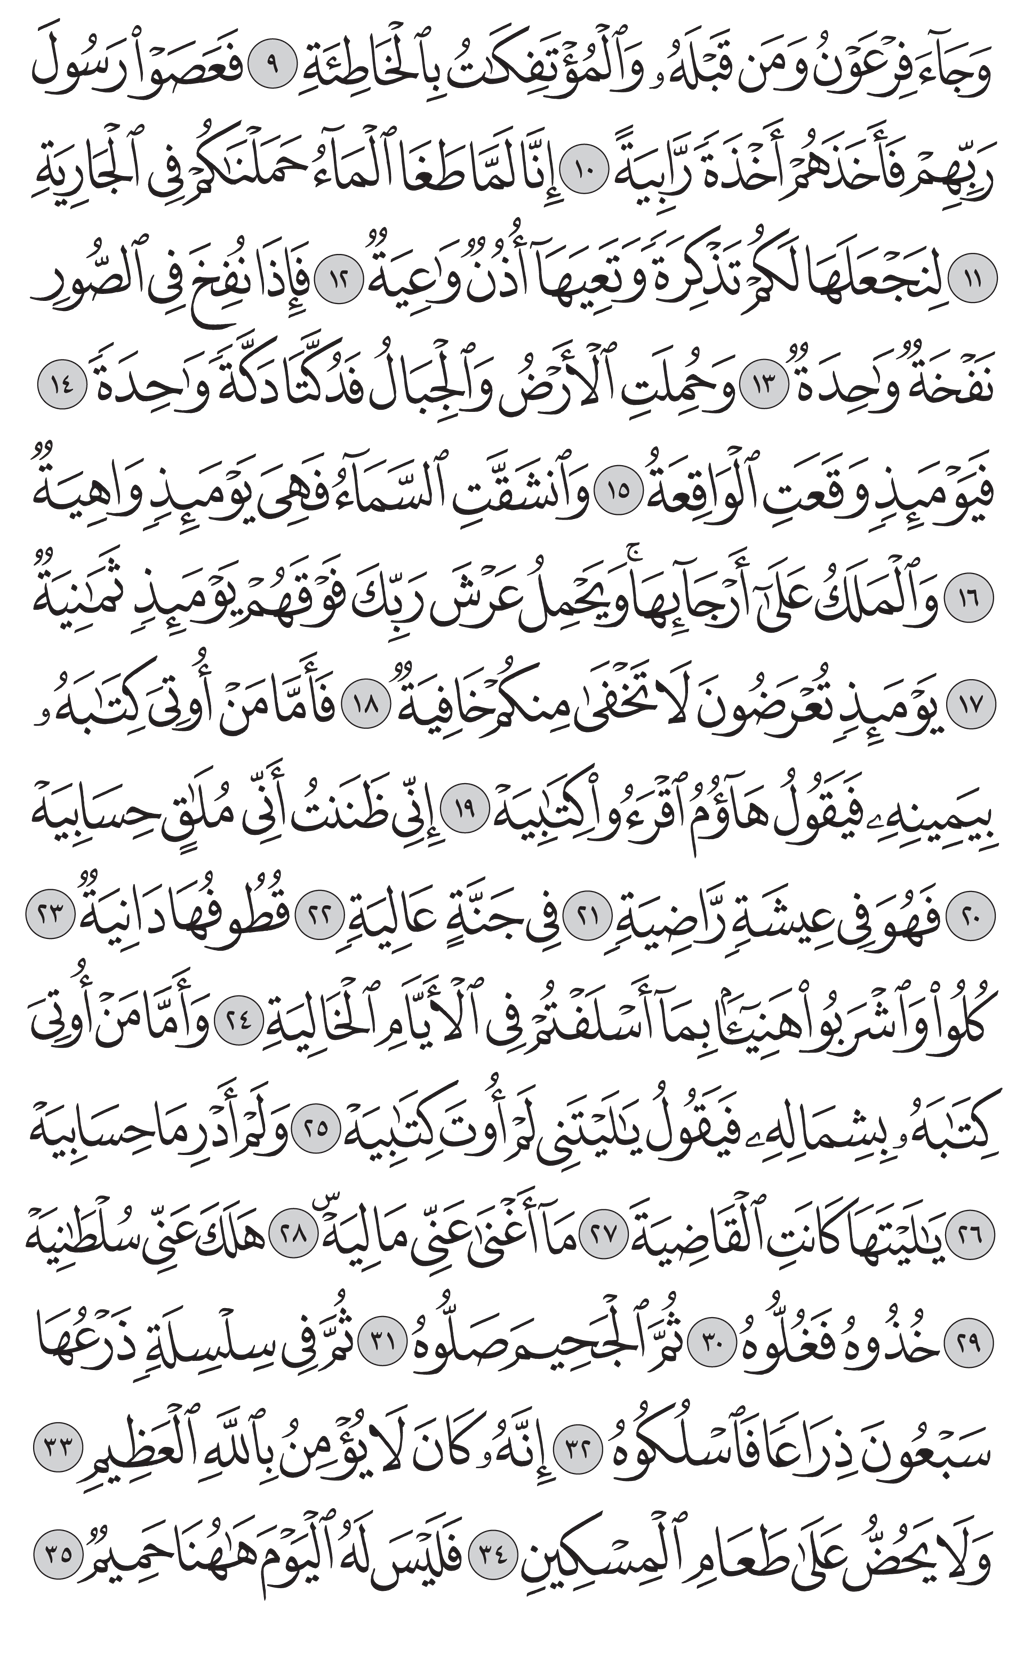 وَجَآءَ فِرْعَوْنُ وَمَن قَبْلَهُۥ وَٱلْمُؤْتَفِكَٰتُ بِٱلْخَاطِئَةِ ٩ فَعَصَوْا۟ رَسُولَ
رَبِّهِمْ فَأَخَذَهُمْ أَخْذَةً رَّابِيَةً ١٠ إِنَّا لَمَّا طَغَا ٱلْمَآءُ حَمَلْنَٰكُمْ فِى ٱلْجَارِيَةِ
١١ لِنَجْعَلَهَا لَكُمْ تَذْكِرَةً وَتَعِيَهَآ أُذُنٌ وَٰعِيَةٌ ١٢ فَإِذَا نُفِخَ فِى ٱلصُّورِ
نَفْخَةٌ وَٰحِدَةٌ ١٣ وَحُمِلَتِ ٱلْأَرْضُ وَٱلْجِبَالُ فَدُكَّتَا دَكَّةً وَٰحِدَةً ١٤
فَيَوْمَئِذٍ وَقَعَتِ ٱلْوَاقِعَةُ ١٥ وَٱنشَقَّتِ ٱلسَّمَآءُ فَهِىَ يَوْمَئِذٍ وَاهِيَةٌ
١٦ وَٱلْمَلَكُ عَلَىٰٓ أَرْجَآئِهَا ۚ وَيَحْمِلُ عَرْشَ رَبِّكَ فَوْقَهُمْ يَوْمَئِذٍ ثَمَٰنِيَةٌ
١٧ يَوْمَئِذٍ تُعْرَضُونَ لَا تَخْفَىٰ مِنكُمْ خَافِيَةٌ ١٨ فَأَمَّا مَنْ أُوتِىَ كِتَٰبَهُۥ
بِيَمِينِهِۦ فَيَقُولُ هَآؤُمُ ٱقْرَءُوا۟ كِتَٰبِيَهْ ١٩ إِنِّى ظَنَنتُ أَنِّى مُلَٰقٍ حِسَابِيَهْ
٢٠ فَهُوَ فِى عِيشَةٍ رَّاضِيَةٍ ٢١ فِى جَنَّةٍ عَالِيَةٍ ٢٢ قُطُوفُهَا دَانِيَةٌ ٢٣
كُلُوا۟ وَٱشْرَبُوا۟ هَنِيٓـًٔۢا بِمَآ أَسْلَفْتُمْ فِى ٱلْأَيَّامِ ٱلْخَالِيَةِ ٢٤ وَأَمَّا مَنْ أُوتِىَ
كِتَٰبَهُۥ بِشِمَالِهِۦ فَيَقُولُ يَٰلَيْتَنِى لَمْ أُوتَ كِتَٰبِيَهْ ٢٥ وَلَمْ أَدْرِ مَا حِسَابِيَهْ
٢٦ يَٰلَيْتَهَا كَانَتِ ٱلْقَاضِيَةَ ٢٧ مَآ أَغْنَىٰ عَنِّى مَالِيَهْ ۜ ٢٨ هَلَكَ عَنِّى سُلْطَٰنِيَهْ
٢٩ خُذُوهُ فَغُلُّوهُ ٣٠ ثُمَّ ٱلْجَحِيمَ صَلُّوهُ ٣١ ثُمَّ فِى سِلْسِلَةٍ ذَرْعُهَا
سَبْعُونَ ذِرَاعًا فَٱسْلُكُوهُ ٣٢ إِنَّهُۥ كَانَ لَا يُؤْمِنُ بِٱللَّهِ ٱلْعَظِيمِ ٣٣
وَلَا يَحُضُّ عَلَىٰ طَعَامِ ٱلْمِسْكِينِ ٣٤ فَلَيْسَ لَهُ ٱلْيَوْمَ هَٰهُنَا حَمِيمٌ ٣٥